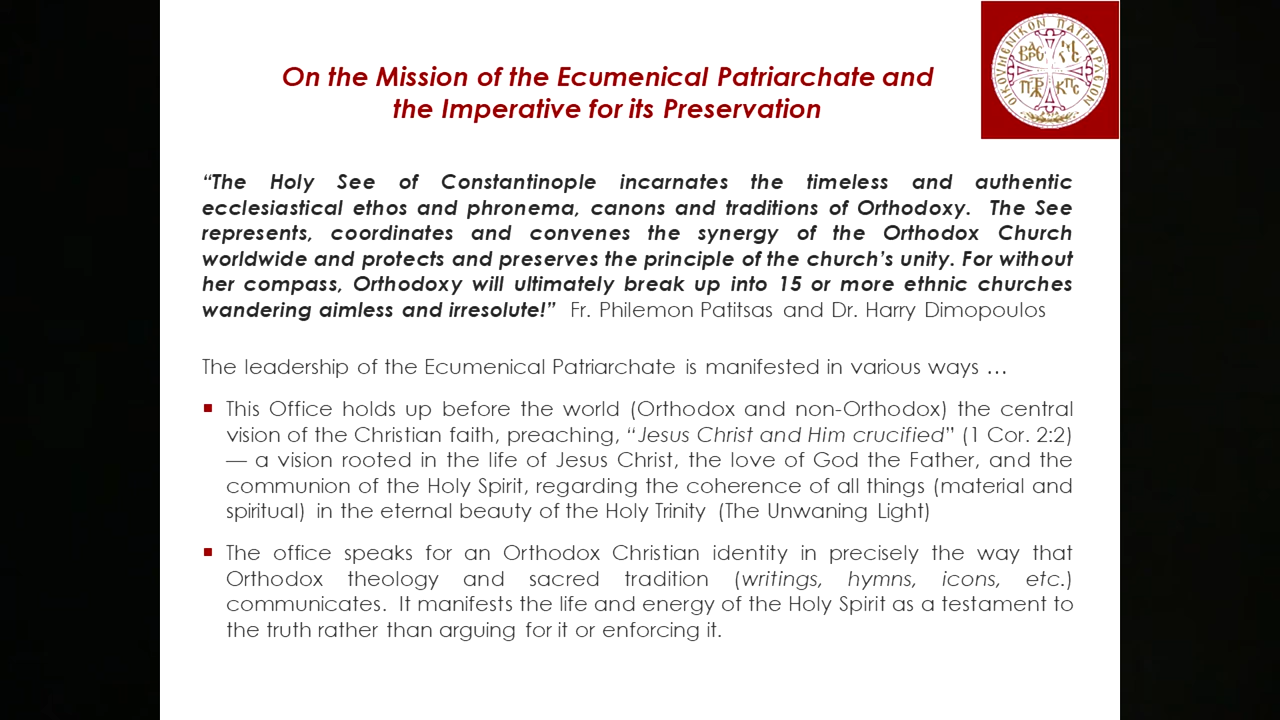 On the Mission of the Ecumenical Patriarchate and
the Imperative for its Preservation
ΟΙΚΟΥΜΕΝΙΚΟΝ ΠΑΤΡΙΑΡΧΕΙΟΝ
“The Holy See of Constantinople incarnates the timeless and authentic
ecclesiastical ethos and phronema, canons and traditions of Orthodoxy. The See
represents, coordinates and convenes the synergy of the Orthodox Church
worldwide and protects and preserves the principle of the church’s unity. For without
her compass, Orthodoxy will ultimately break up into 15 or more ethnic churches
wandering aimless and irresolute!” Fr. Philemon Patitsas and Dr. Harry Dimopoulos
The leadership of the Ecumenical Patriarchate is manifested in various ways …
▪ This Office holds up before the world (Orthodox and non-Orthodox) the central
vision of the Christian faith, preaching, “Jesus Christ and Him crucified” (1 Cor. 2:2)
— a vision rooted in the life of Jesus Christ, the love of God the Father, and the
communion of the Holy Spirit, regarding the coherence of all things (material and
spiritual) in the eternal beauty of the Holy Trinity (The Unwaning Light)
▪ The office speaks for an Orthodox Christian identity in precisely the way that
Orthodox theology and sacred tradition (writings, hymns, icons, etc.)
communicates. It manifests the life and energy of the Holy Spirit as a testament to
the truth rather than arguing for it or enforcing it.